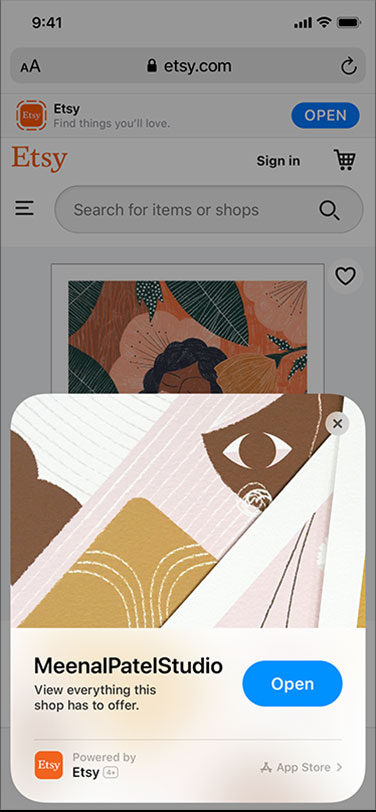 9:41
AA
etsy.com
Etsy
Etsy
Find things you'll love.
OPEN
Etsy
Sign in
Search for items or shops
MeenalPatelStudio
View everything this
shop has to offer.
Open
Etsy
Powered by
Etsy 4+
App Store